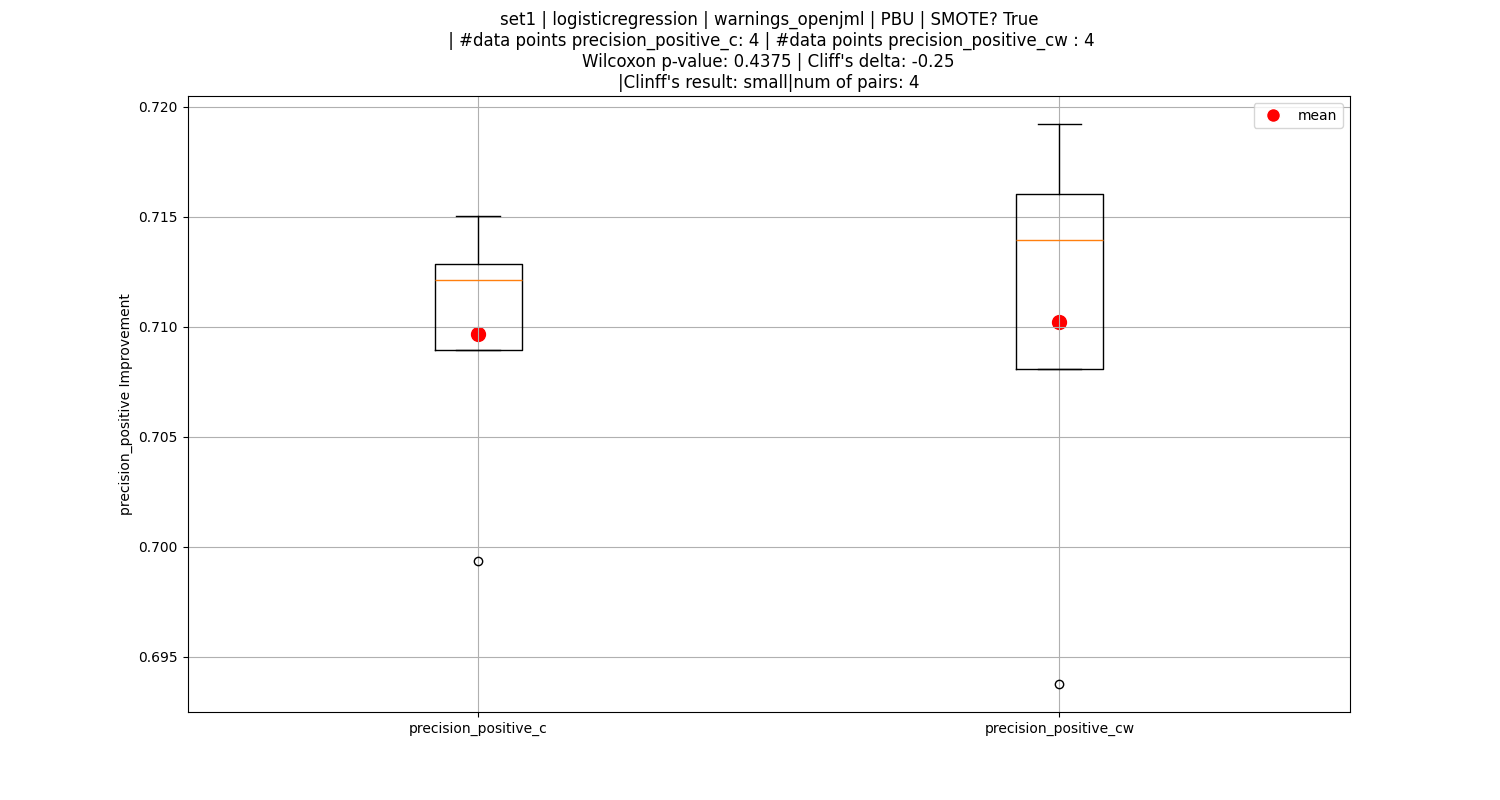 set1 | logisticregression | warnings_openjml | PBU | SMOTE? True
| #data points precision_positive_c: 4 | #data points precision_positive_cw : 4
Wilcoxon p-value: 0.4375 | Cliff's delta: -0.25
|Clinff's result: small|num of pairs: 4
mean
0.720
0.715
0.710
0.705
0.700
0.695
precision_positive Improvement
precision_positive_c
precision_positive_cw